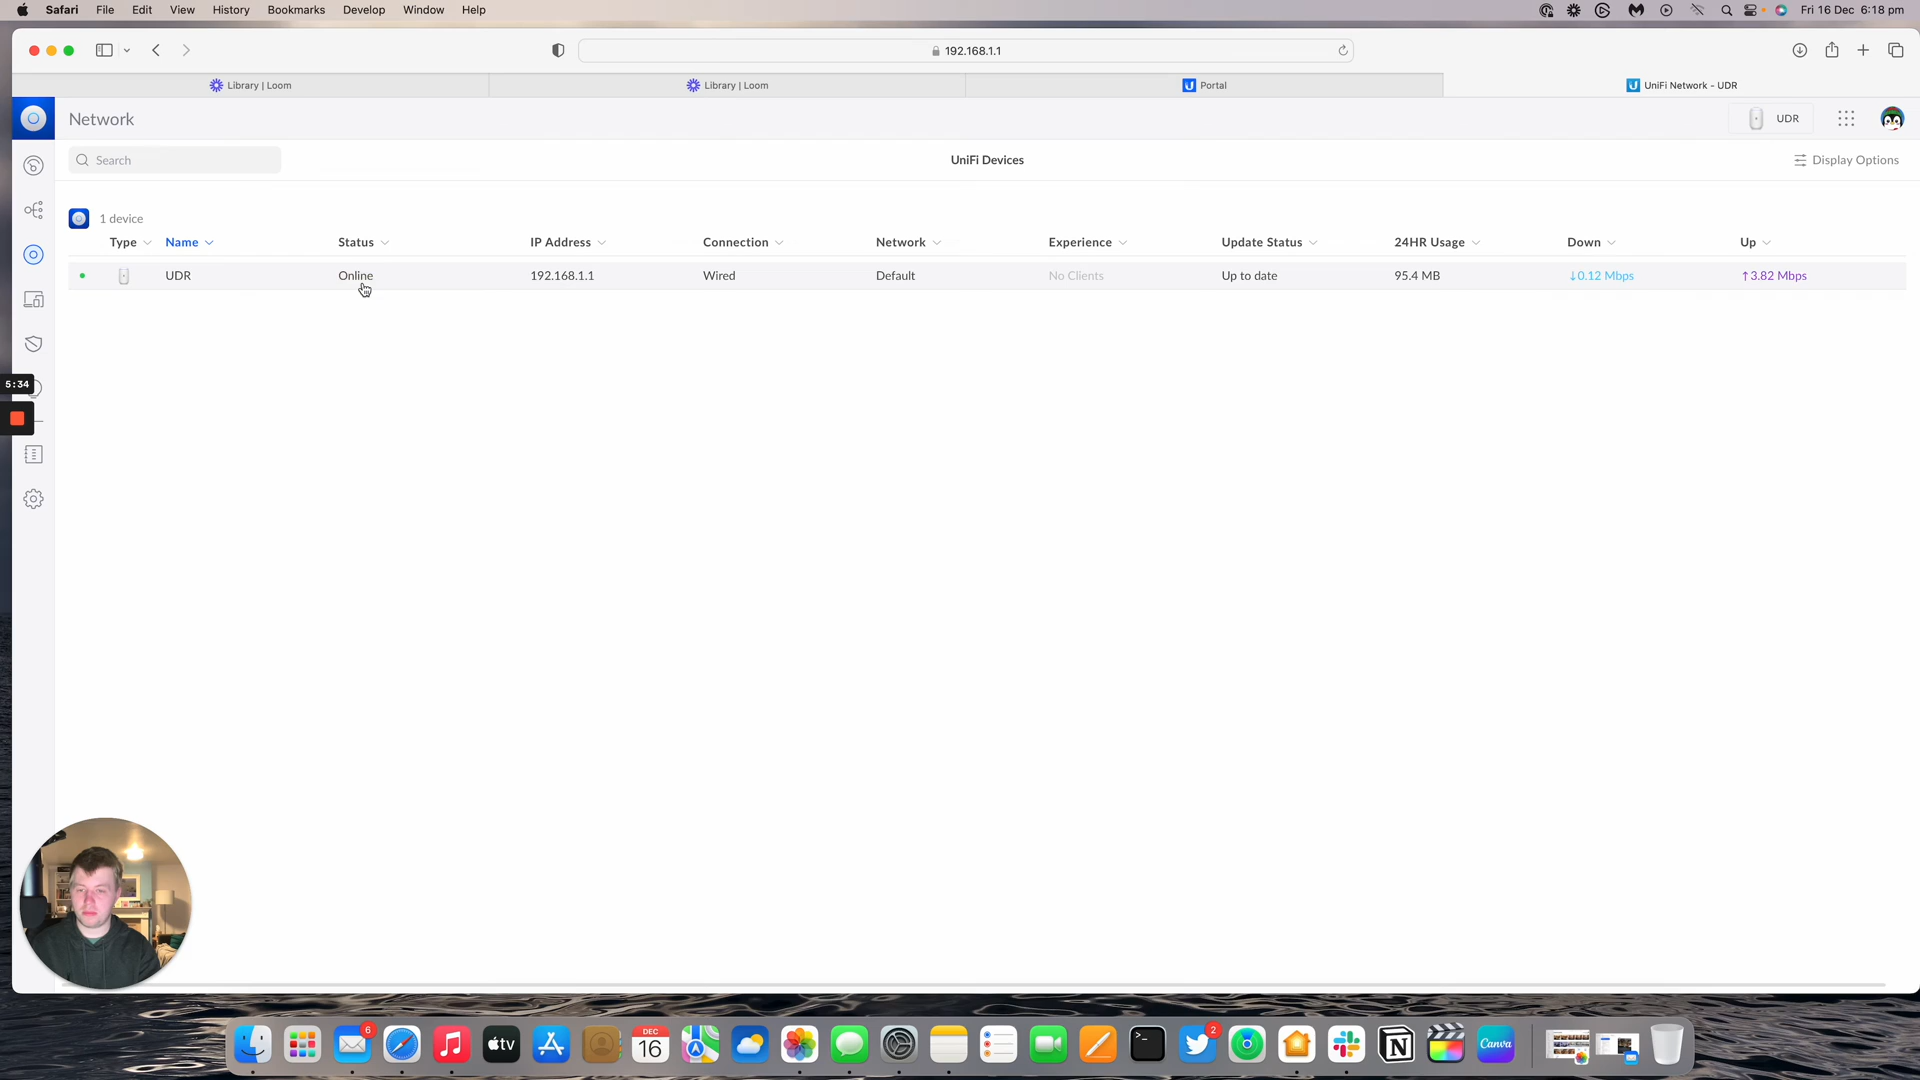 Safari File Edit View History Bookmarks Develop Window Help
Fri 16 Dec 6:18 pm
192.168.1.1
Library | Loom
Library | Loom
Portal
UniFi Network - UDR
Network
UDR
Search
UniFi Devices
Display Options
1 device
Type Name Status IP Address Connection Network Experience Update Status 24HR Usage Down Up
UDR Online 192.168.1.1 Wired Default No Clients Up to date 95.4 MB ↓0.12 Mbps ↑3.82 Mbps
5:34
6
tv
DEC
16
2
Canva